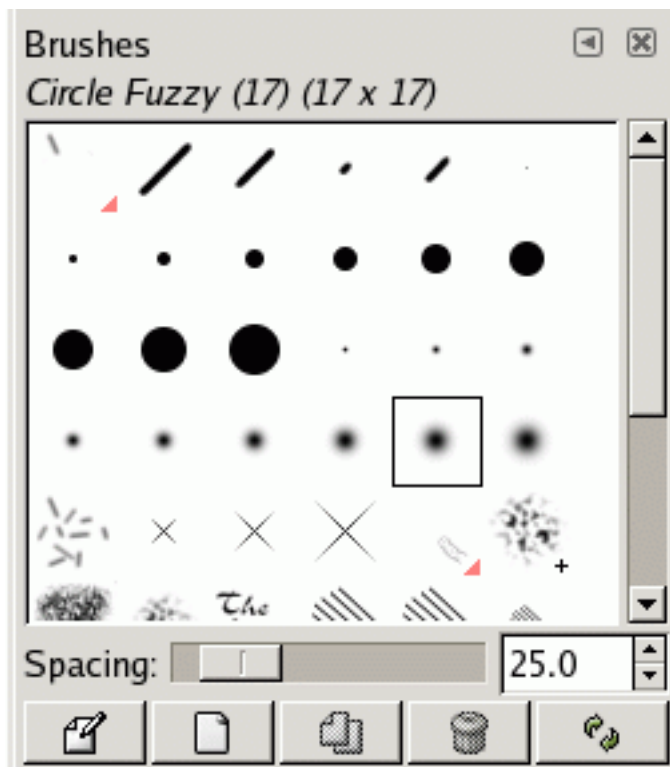 Brushes
Circle Fuzzy (17) (17 x 17)
The
Spacing: 25.0